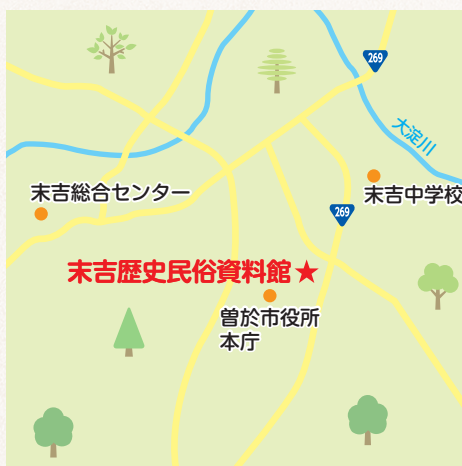 269
大淀川
末吉総合センター
末吉中学校
269
末吉歴史民俗資料館★
曽於市役所
本庁